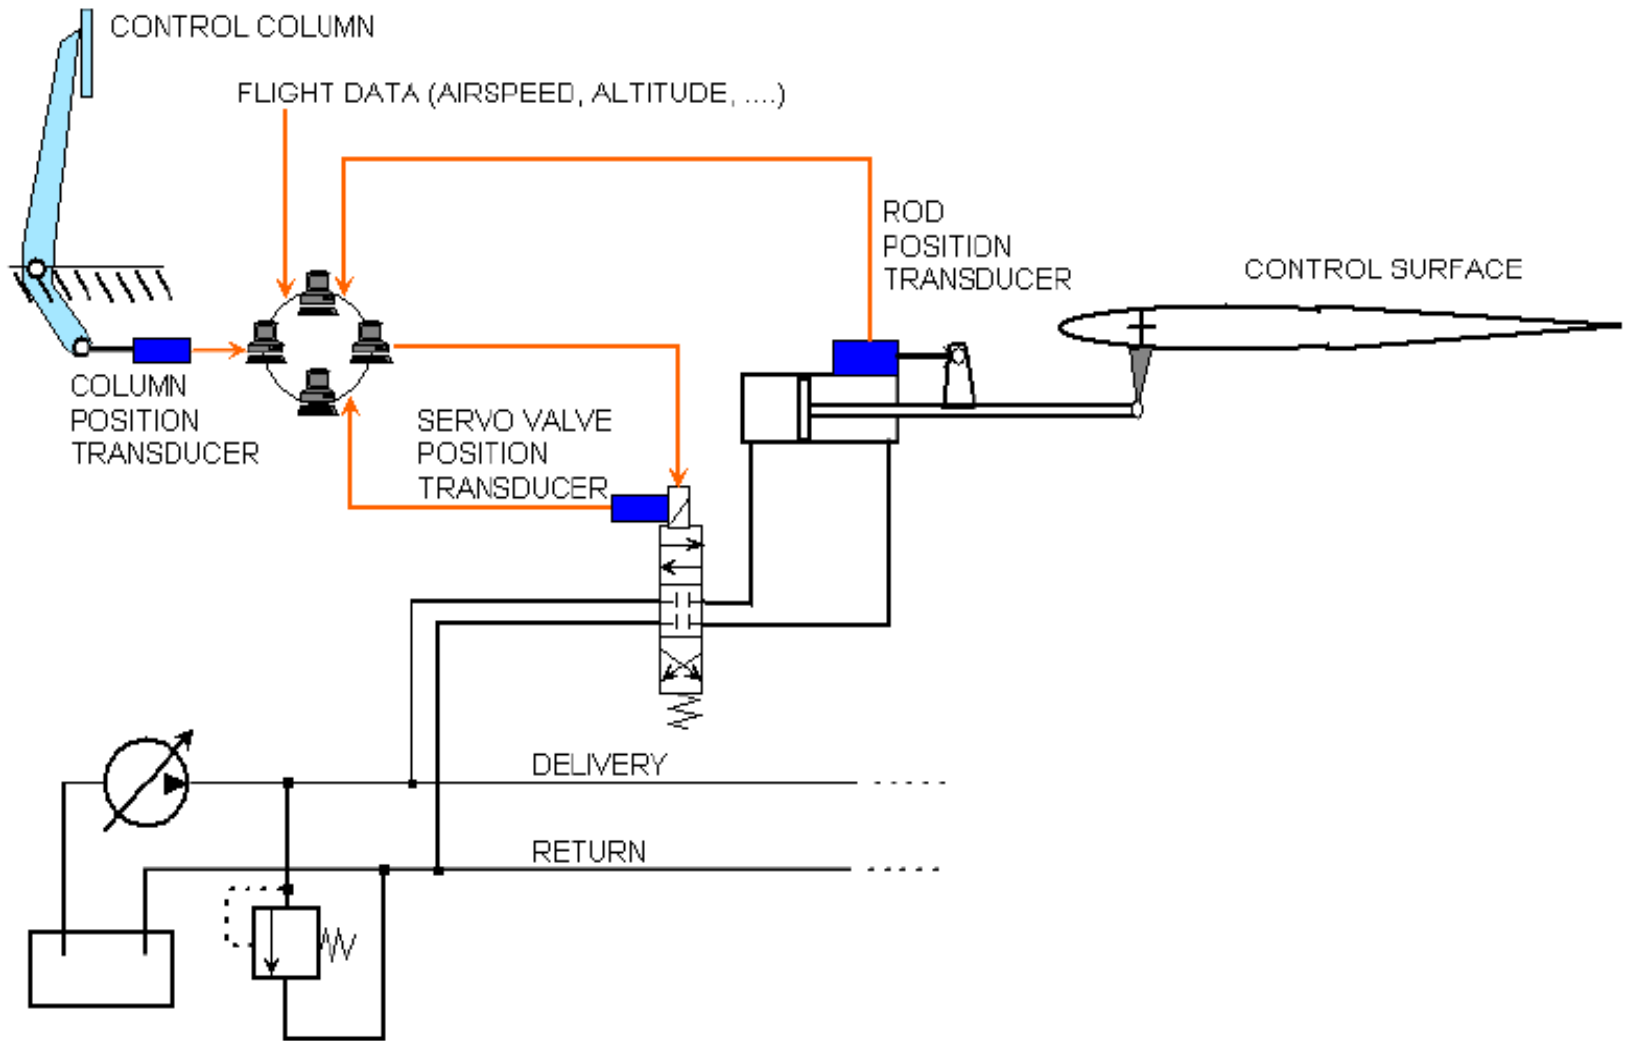 CONTROL COLUMN
FLIGHT DATA (AIRSPEED, ALTITUDE, ....)
ROD
POSITION
TRANSDUCER
CONTROL SURFACE
COLUMN
POSITION
TRANSDUCER
SERVO VALVE
POSITION
TRANSDUCER
DELIVERY
RETURN